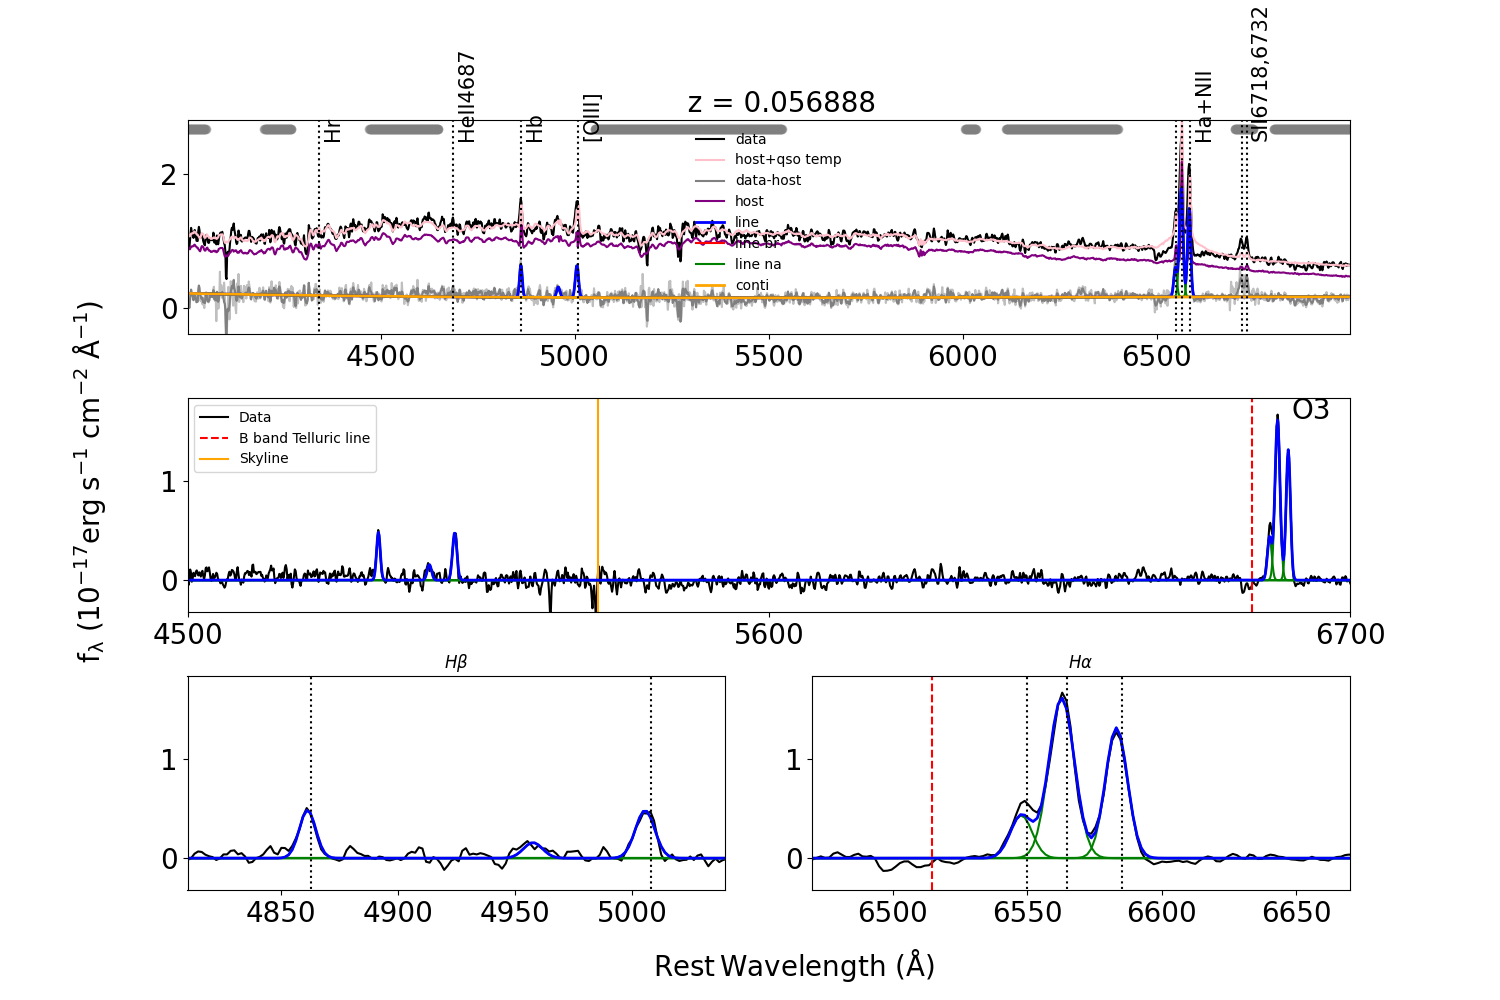 z = 0.056888
Hr
HeII4687
Hb
[OIII]
Ha+NII
SII6718,6732
data
host+qso temp
data-host
host
line
line br
line na
conti
2
0
4500 5000 5500 6000 6500
Data
B band Telluric line
Skyline
O3
1
0
4500 5600 6700
fλ (10⁻¹⁷erg s⁻¹ cm⁻² Å⁻¹)
Hβ
1
0
4850 4900 4950 5000
Hα
1
0
6500 6550 6600 6650
Rest Wavelength (Å)